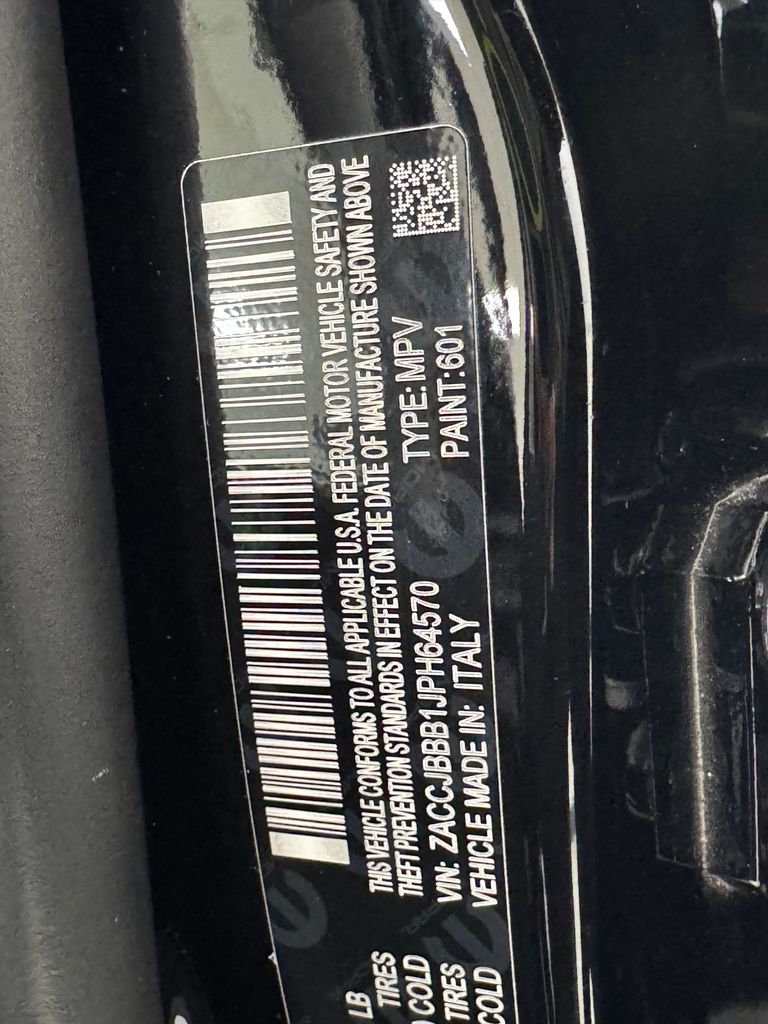 THIS VEHICLE CONFORMS TO ALL APPLICABLE U.S.A. FEDERAL MOTOR VEHICLE SAFETY AND
THEFT PREVENTION STANDARDS IN EFFECT ON THE DATE OF MANUFACTURE SHOWN ABOVE
VIN: ZACCJBBB1JPH64570 TYPE: MPV
VEHICLE MADE IN: ITALY PAINT: 601
LB
TIRES
COLD
TIRES
COLD